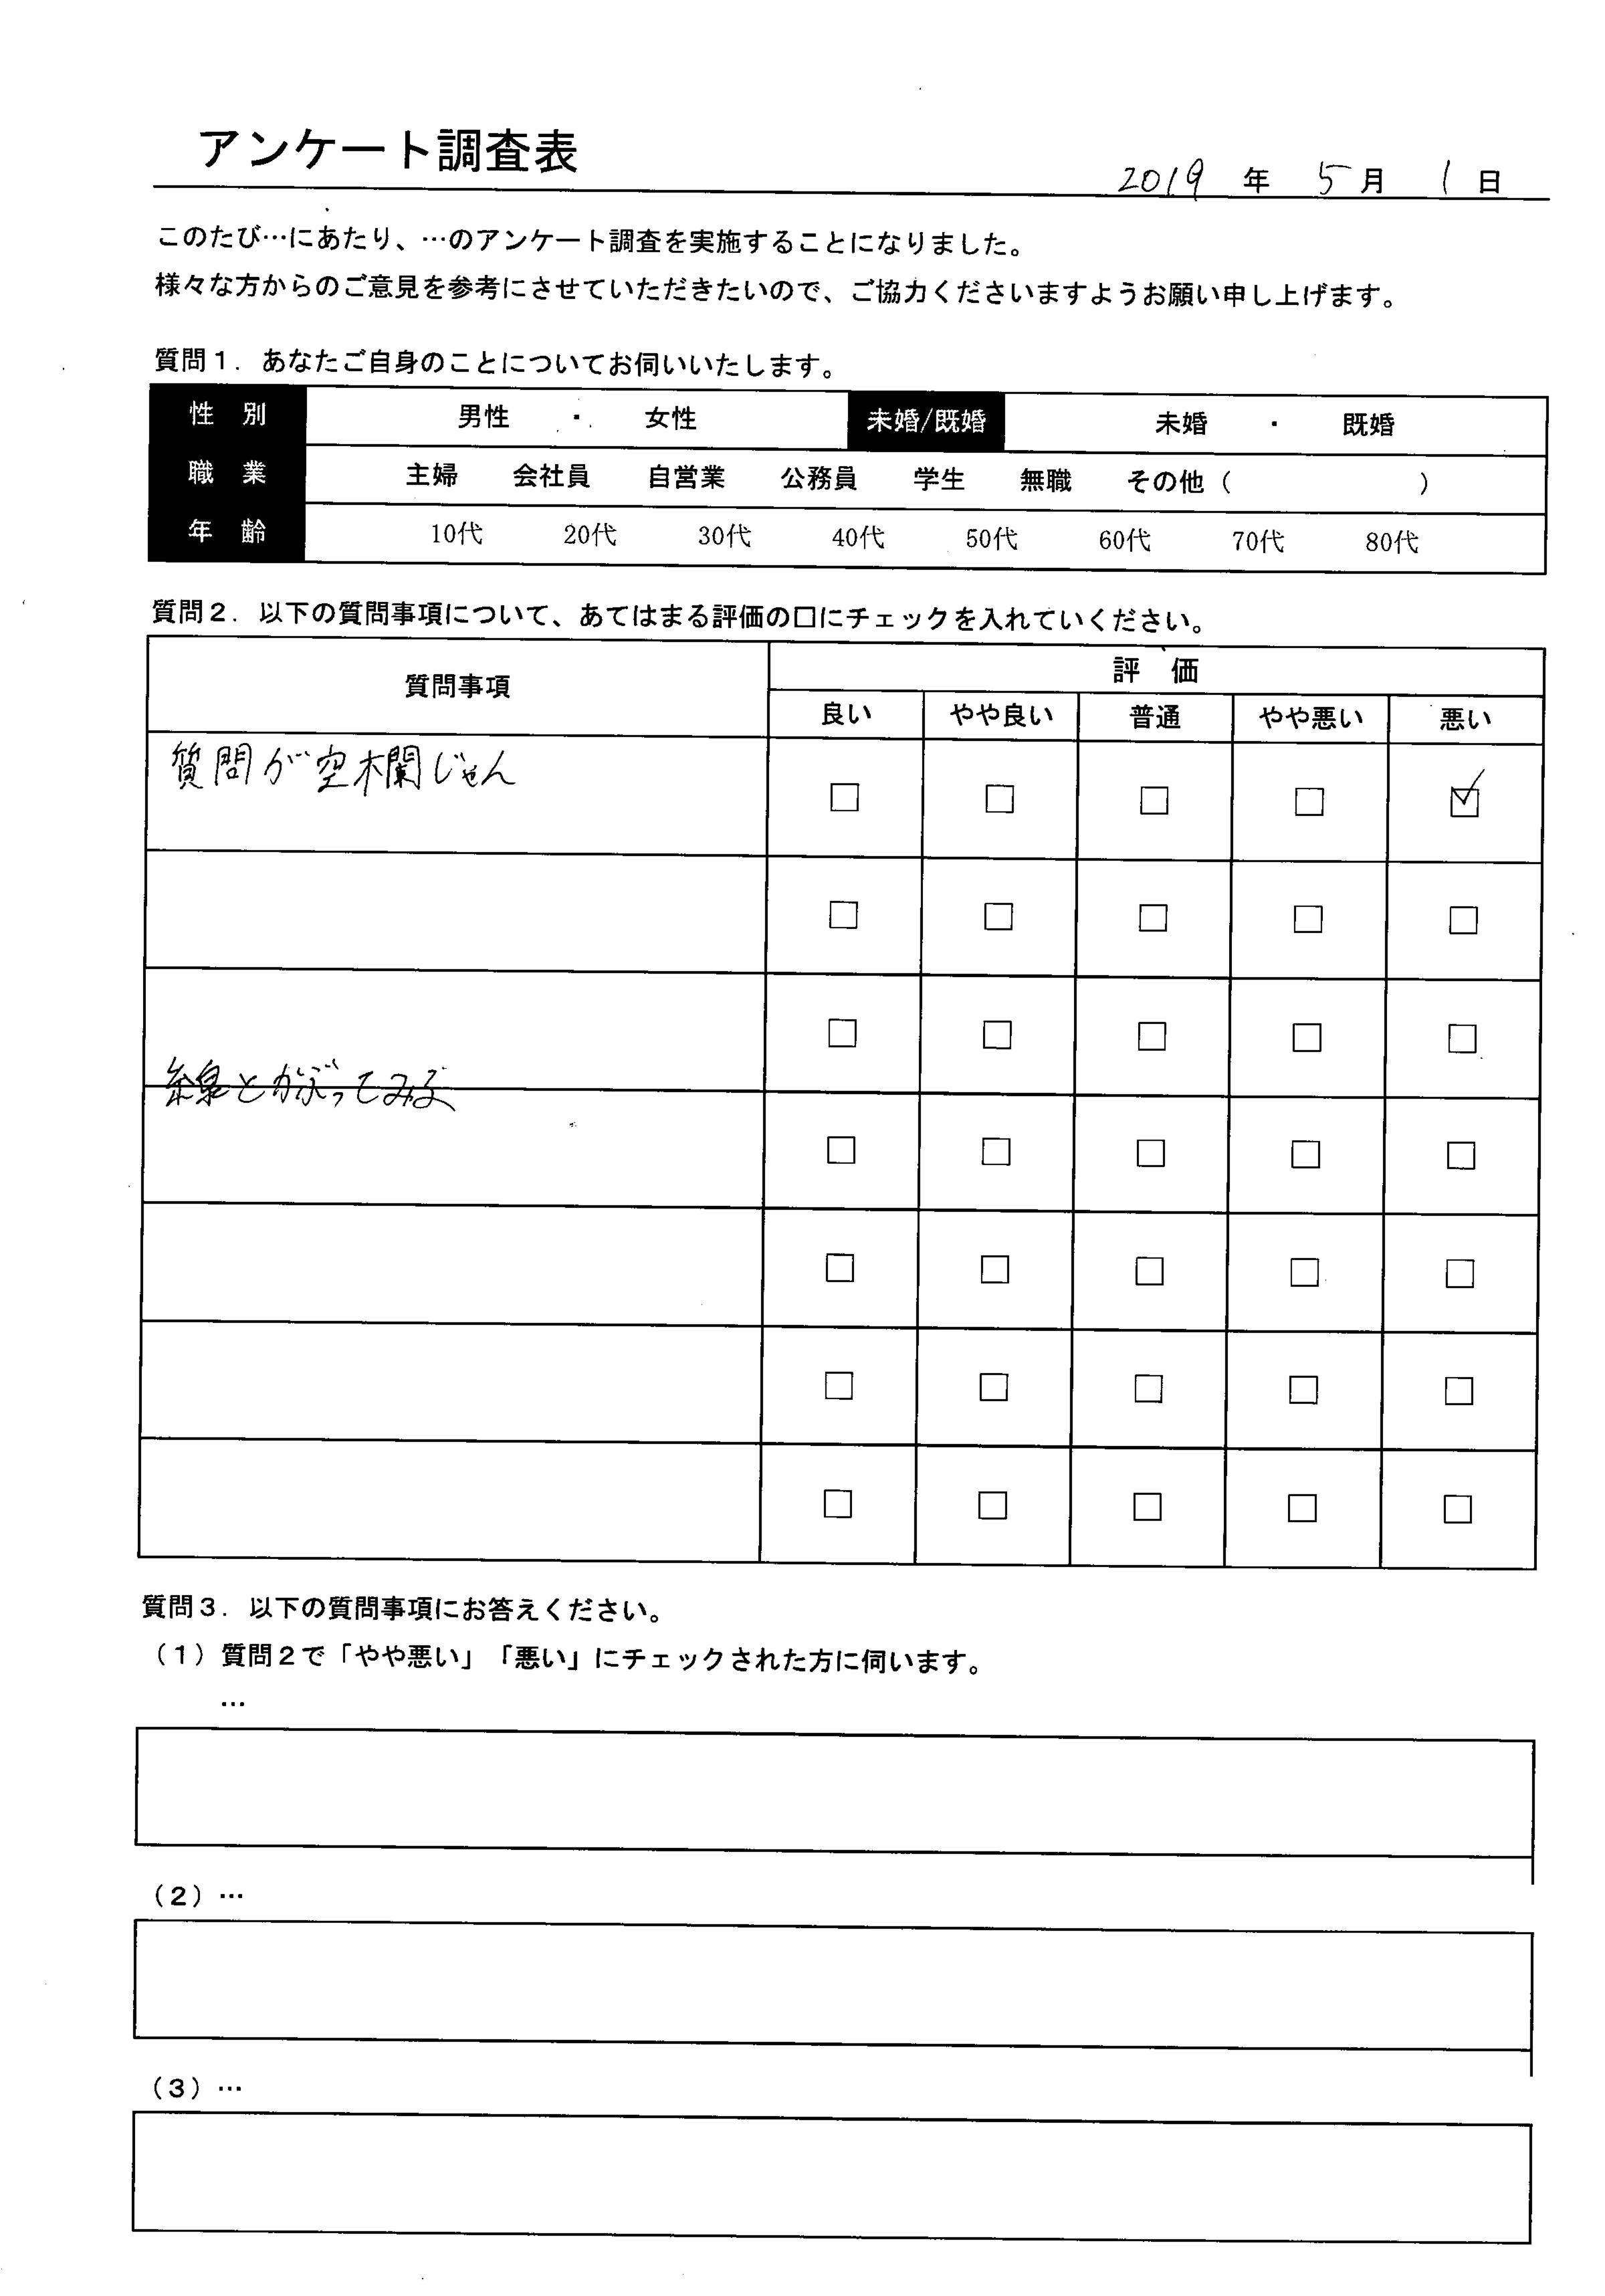 アンケート調査表
2019 年 5 月 1 日
このたび…にあたり、…のアンケート調査を実施することになりました。
様々な方からのご意見を参考にさせていただきたいので、ご協力くださいますようお願い申し上げます。
質問１．あなたご自身のことについてお伺いいたします。
性 別 男性 ・ 女性 未婚/既婚 未婚 ・ 既婚
職 業 主婦 会社員 自営業 公務員 学生 無職 その他（ ）
年 齢 10代 20代 30代 40代 50代 60代 70代 80代
質問２．以下の質問事項について、あてはまる評価の口にチェックを入れていください。
質問事項 評 価
良い やや良い 普通 やや悪い 悪い
質問が空欄じゃん
線とかぶってみる
質問３．以下の質問事項にお答えください。
（１）質問２で「やや悪い」「悪い」にチェックされた方に伺います。
…
（２）…
（３）…